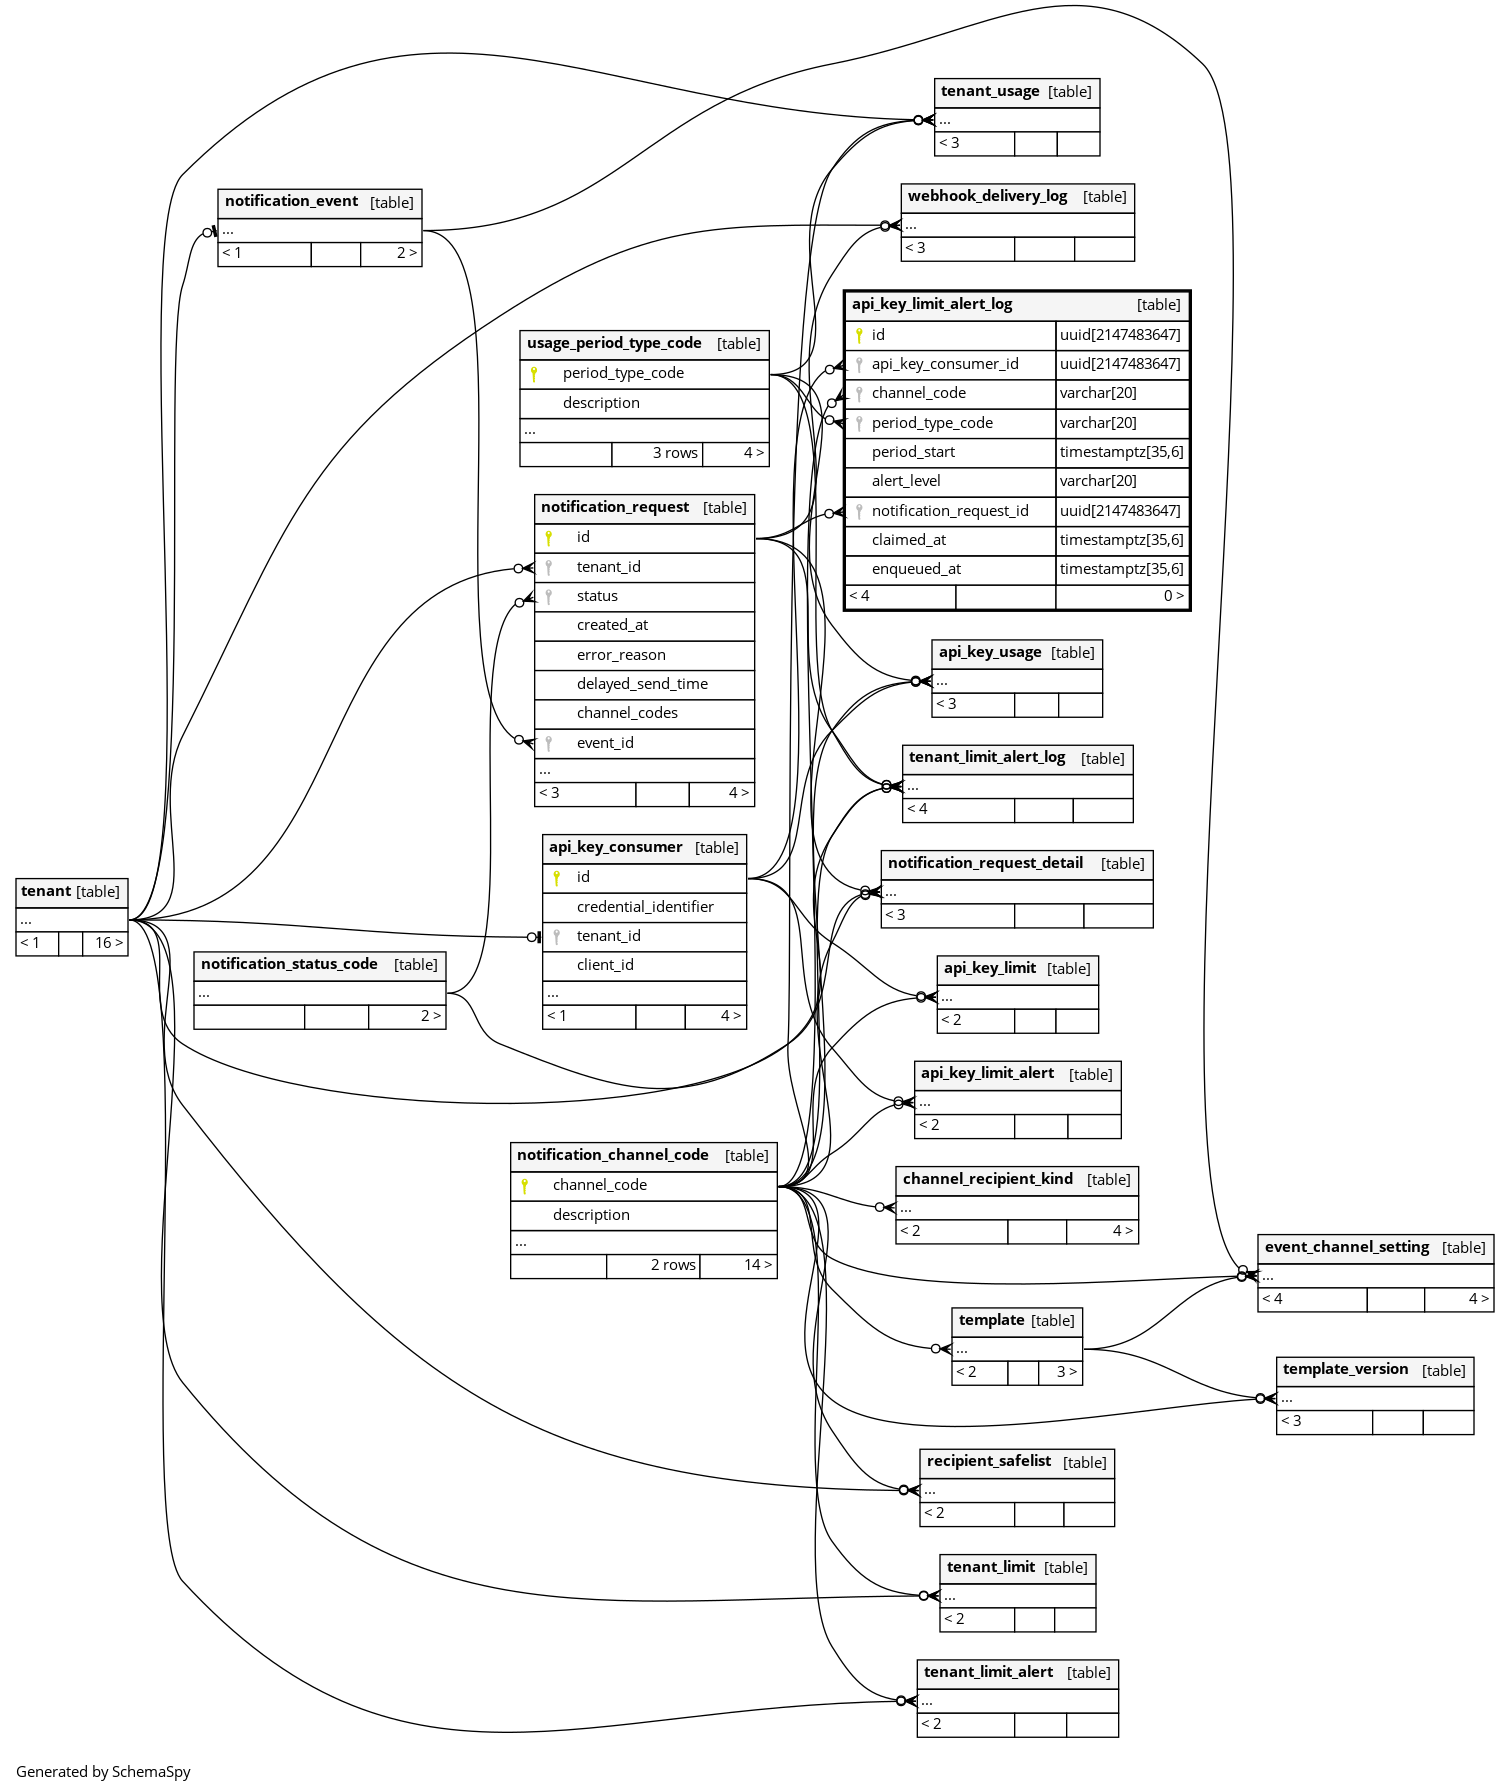 tenant_usage [table]
...
< 3
webhook_delivery_log [table]
...
< 3
notification_event [table]
...
< 1 2 >
api_key_limit_alert_log [table]
id uuid[2147483647]
api_key_consumer_id uuid[2147483647]
channel_code varchar[20]
period_type_code varchar[20]
period_start timestamptz[35,6]
alert_level varchar[20]
notification_request_id uuid[2147483647]
claimed_at timestamptz[35,6]
enqueued_at timestamptz[35,6]
< 4 0 >
usage_period_type_code [table]
period_type_code
description
...
3 rows 4 >
notification_request [table]
id
tenant_id
status
created_at
error_reason
delayed_send_time
channel_codes
event_id
...
< 3 4 >
api_key_usage [table]
...
< 3
tenant_limit_alert_log [table]
...
< 4
api_key_consumer [table]
id
credential_identifier
tenant_id
client_id
...
< 1 4 >
notification_request_detail [table]
...
< 3
tenant [table]
...
< 1 16 >
notification_status_code [table]
...
2 >
api_key_limit [table]
...
< 2
api_key_limit_alert [table]
...
< 2
notification_channel_code [table]
channel_code
description
...
2 rows 14 >
channel_recipient_kind [table]
...
< 2 4 >
event_channel_setting [table]
...
< 4 4 >
template [table]
...
< 2 3 >
template_version [table]
...
< 3
recipient_safelist [table]
...
< 2
tenant_limit [table]
...
< 2
tenant_limit_alert [table]
...
< 2
Generated by SchemaSpy